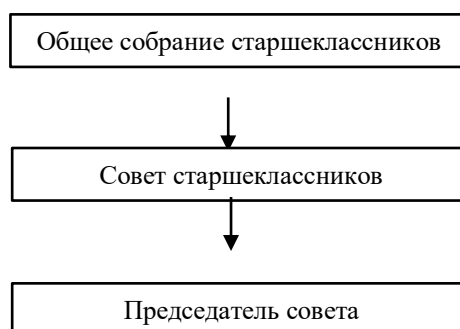 Общее собрание старшеклассников
Совет старшеклассников
Председатель совета